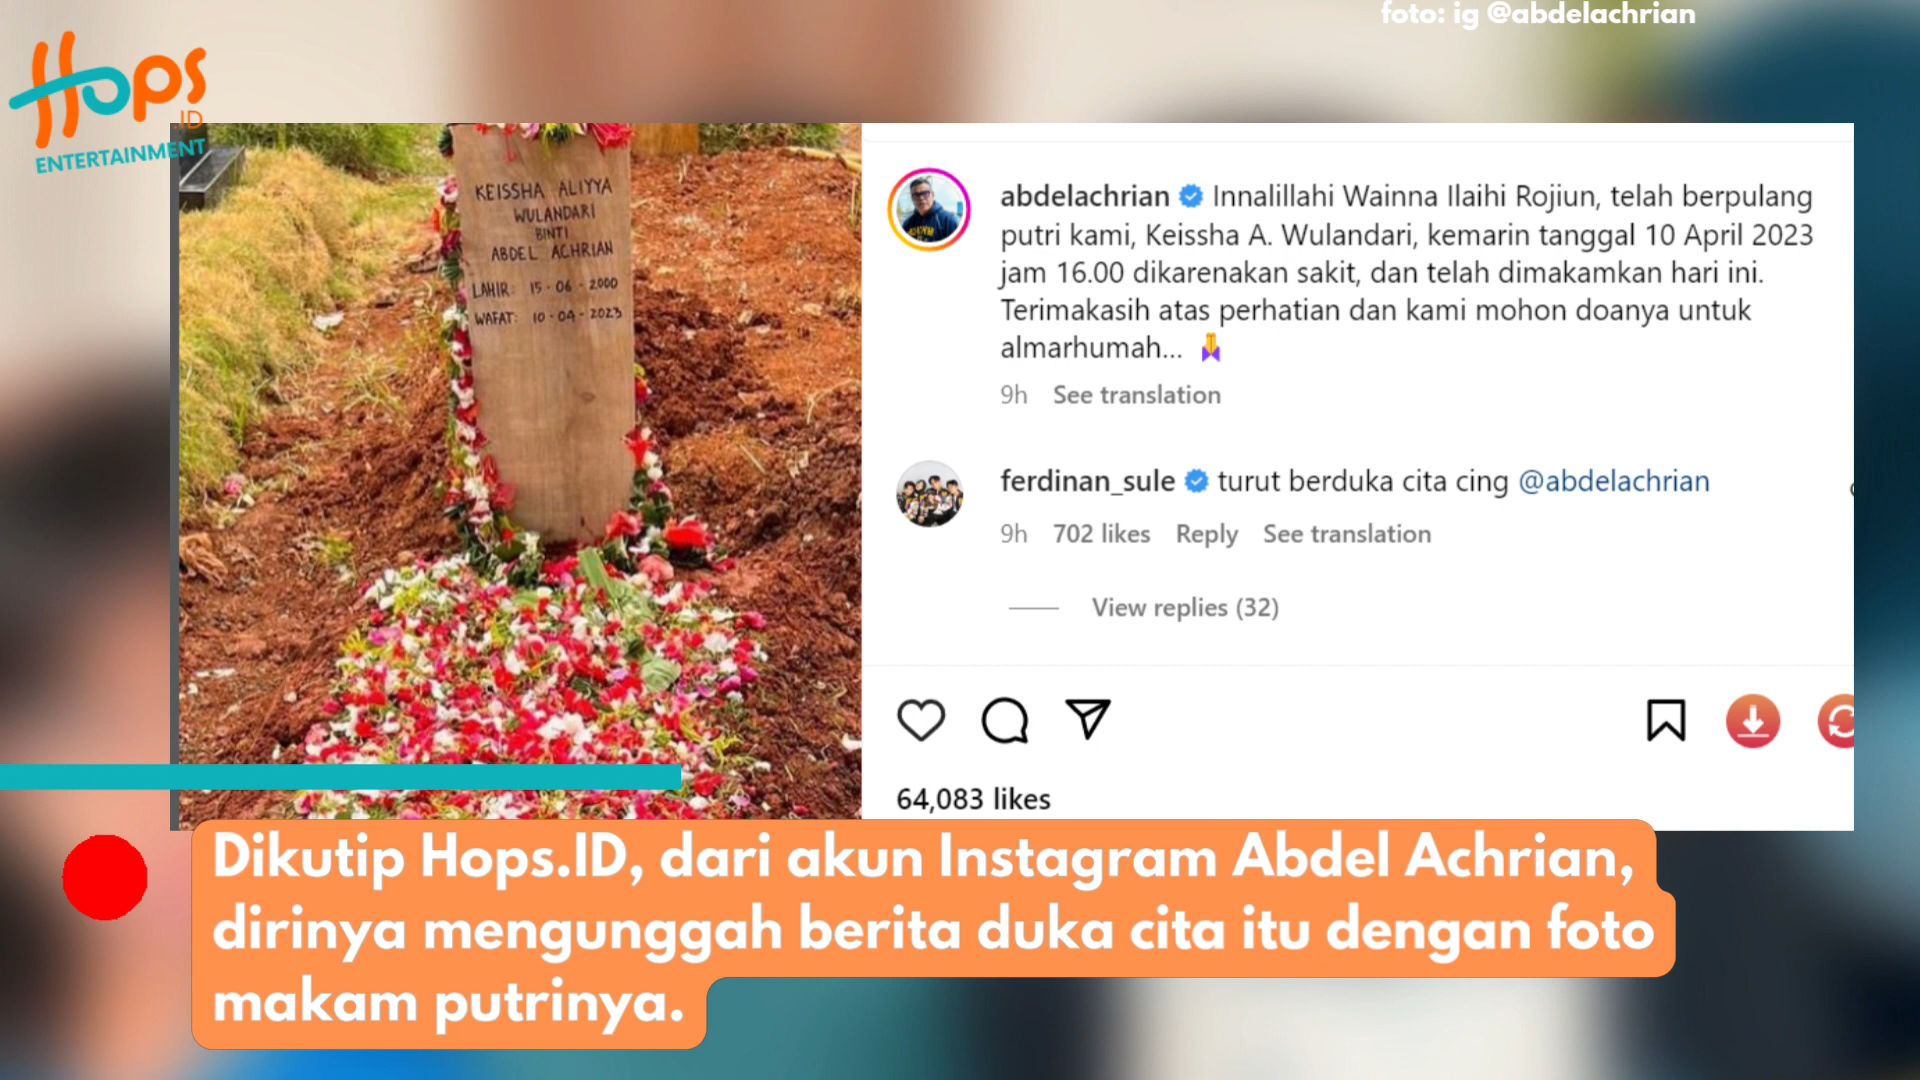 foto: ig @abdelachrian
Hops
.ID
ENTERTAINMENT
KEISSHA ALIYYA
WULANDARI
BINTI
ABDEL ACHRIAN
LAHIR: 15-06-2000
WAFAT: 10-04-2023
abdelachrian Innalillahi Wainna Ilaihi Rojiun, telah berpulang
putri kami, Keissha A. Wulandari, kemarin tanggal 10 April 2023
jam 16.00 dikarenakan sakit, dan telah dimakamkan hari ini.
Terimakasih atas perhatian dan kami mohon doanya untuk
almarhumah... 
9h See translation
ferdinan_sule turut berduka cita cing @abdelachrian
9h 702 likes Reply See translation
View replies (32)
64,083 likes
Dikutip Hops.ID, dari akun Instagram Abdel Achrian,
dirinya mengunggah berita duka cita itu dengan foto
makam putrinya.